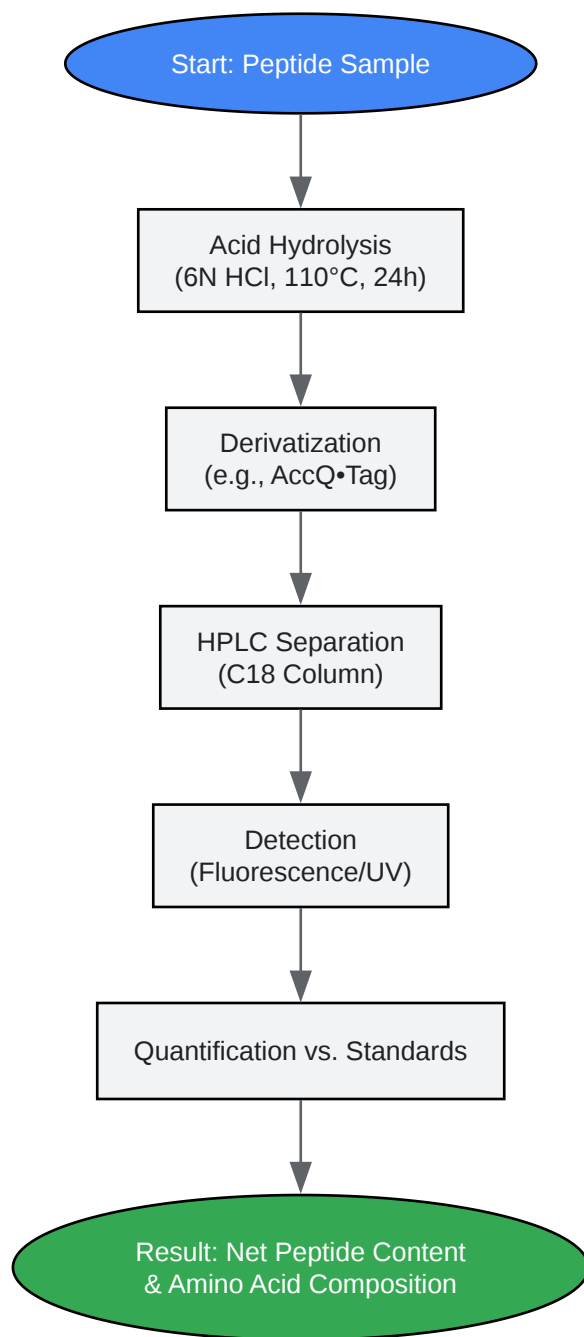 Start: Peptide Sample
Acid Hydrolysis
(6N HCl, 110°C, 24h)
Derivatization
(e.g., AccQ•Tag)
HPLC Separation
(C18 Column)
Detection
(Fluorescence/UV)
Quantification vs. Standards
Result: Net Peptide Content
& Amino Acid Composition